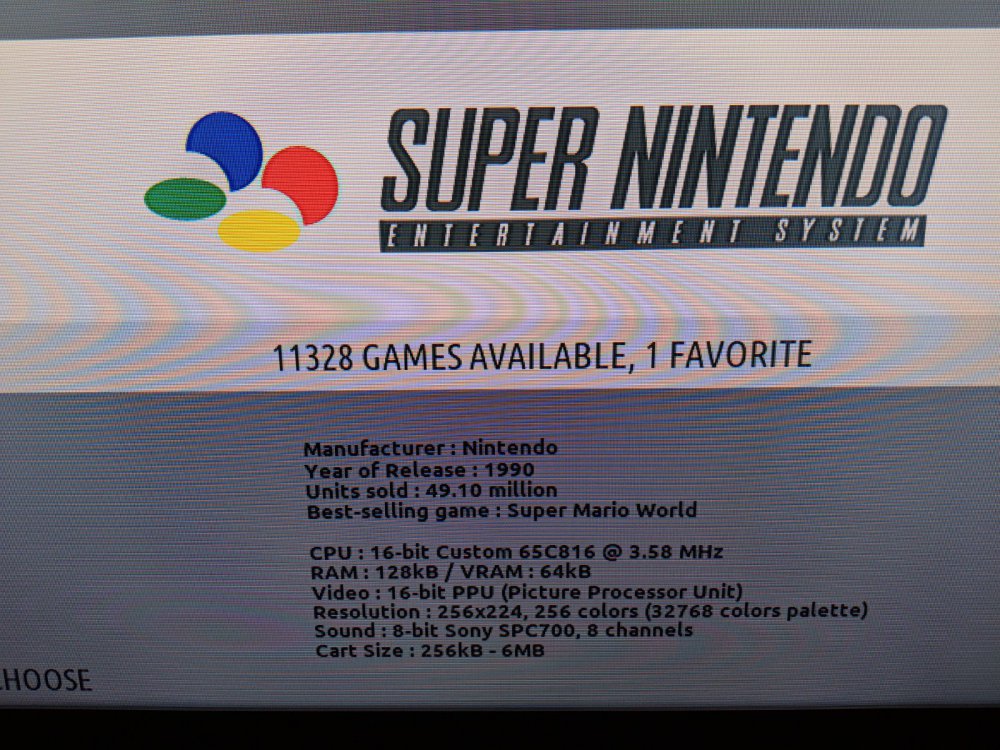 SUPER NINTENDO
ENTERTAINMENT SYSTEM
11328 GAMES AVAILABLE, 1 FAVORITE
Manufacturer : Nintendo
Year of Release : 1990
Units sold : 49.10 million
Best-selling game : Super Mario World
CPU : 16-bit Custom 65C816 @ 3.58 MHz
RAM : 128kB / VRAM : 64kB
Video : 16-bit PPU (Picture Processor Unit)
Resolution : 256x224, 256 colors (32768 colors palette)
Sound : 8-bit Sony SPC700, 8 channels
Cart Size : 256kB - 6MB
HOOSE